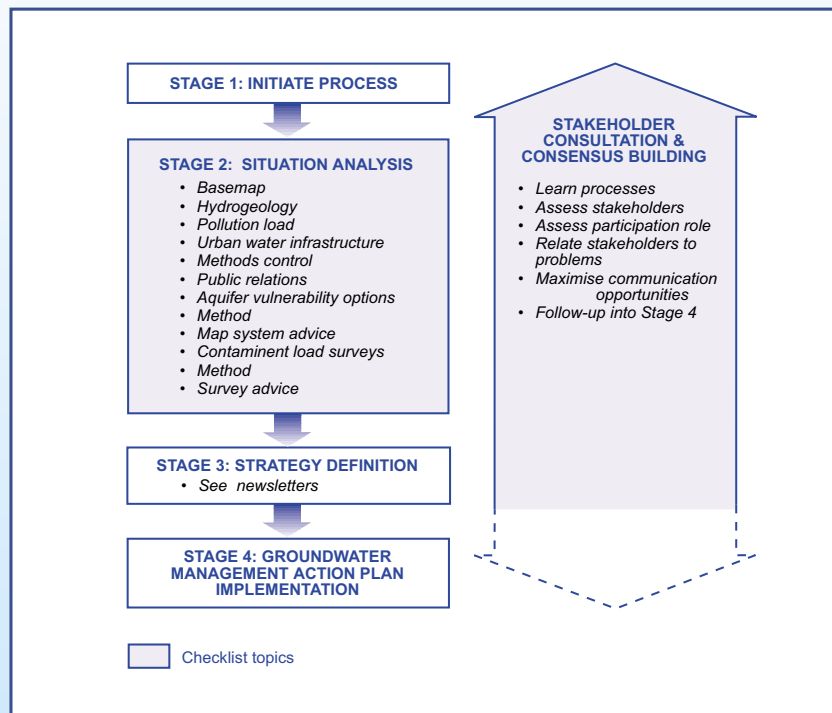 STAGE 1: INITIATE PROCESS
STAGE 2: SITUATION ANALYSIS
• Basemap
• Hydrogeology
• Pollution load
• Urban water infrastructure
• Methods control
• Public relations
• Aquifer vulnerability options
• Method
• Map system advice
• Contaminent load surveys
• Method
• Survey advice
STAGE 3: STRATEGY DEFINITION
• See newsletters
STAGE 4: GROUNDWATER
MANAGEMENT ACTION PLAN
IMPLEMENTATION
STAKEHOLDER
CONSULTATION &
CONSENSUS BUILDING
• Learn processes
• Assess stakeholders
• Assess participation role
• Relate stakeholders to
problems
• Maximise communication
opportunities
• Follow-up into Stage 4
Checklist topics